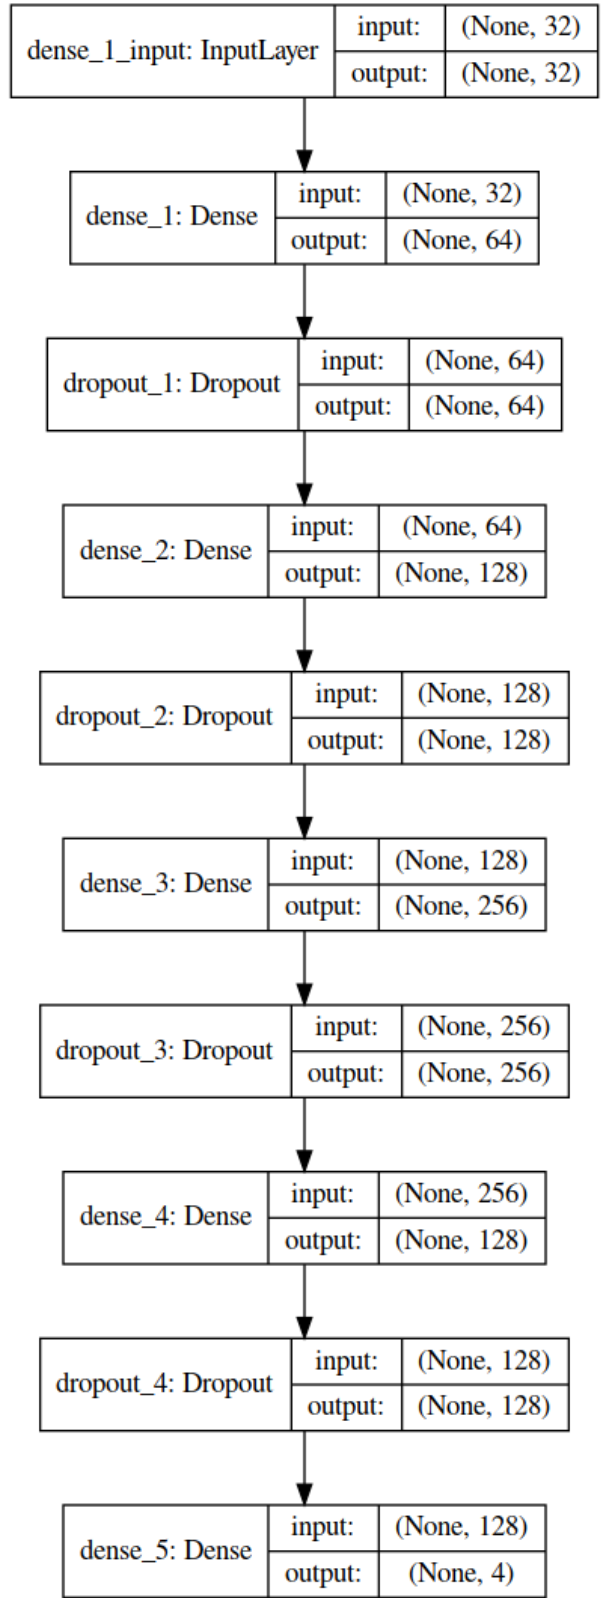 dense_1_input: InputLayer
input: (None, 32)
output: (None, 32)
dense_1: Dense
input: (None, 32)
output: (None, 64)
dropout_1: Dropout
input: (None, 64)
output: (None, 64)
dense_2: Dense
input: (None, 64)
output: (None, 128)
dropout_2: Dropout
input: (None, 128)
output: (None, 128)
dense_3: Dense
input: (None, 128)
output: (None, 256)
dropout_3: Dropout
input: (None, 256)
output: (None, 256)
dense_4: Dense
input: (None, 256)
output: (None, 128)
dropout_4: Dropout
input: (None, 128)
output: (None, 128)
dense_5: Dense
input: (None, 128)
output: (None, 4)